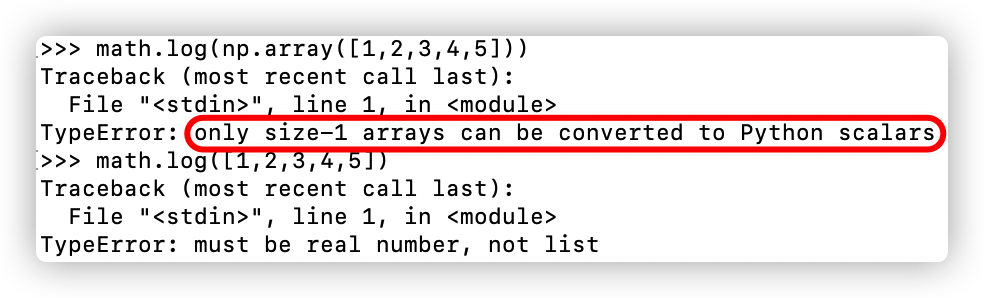 >>> math.log(np.array([1,2,3,4,5]))
Traceback (most recent call last):
  File "<stdin>", line 1, in <module>
TypeError: only size-1 arrays can be converted to Python scalars
>>> math.log([1,2,3,4,5])
Traceback (most recent call last):
  File "<stdin>", line 1, in <module>
TypeError: must be real number, not list